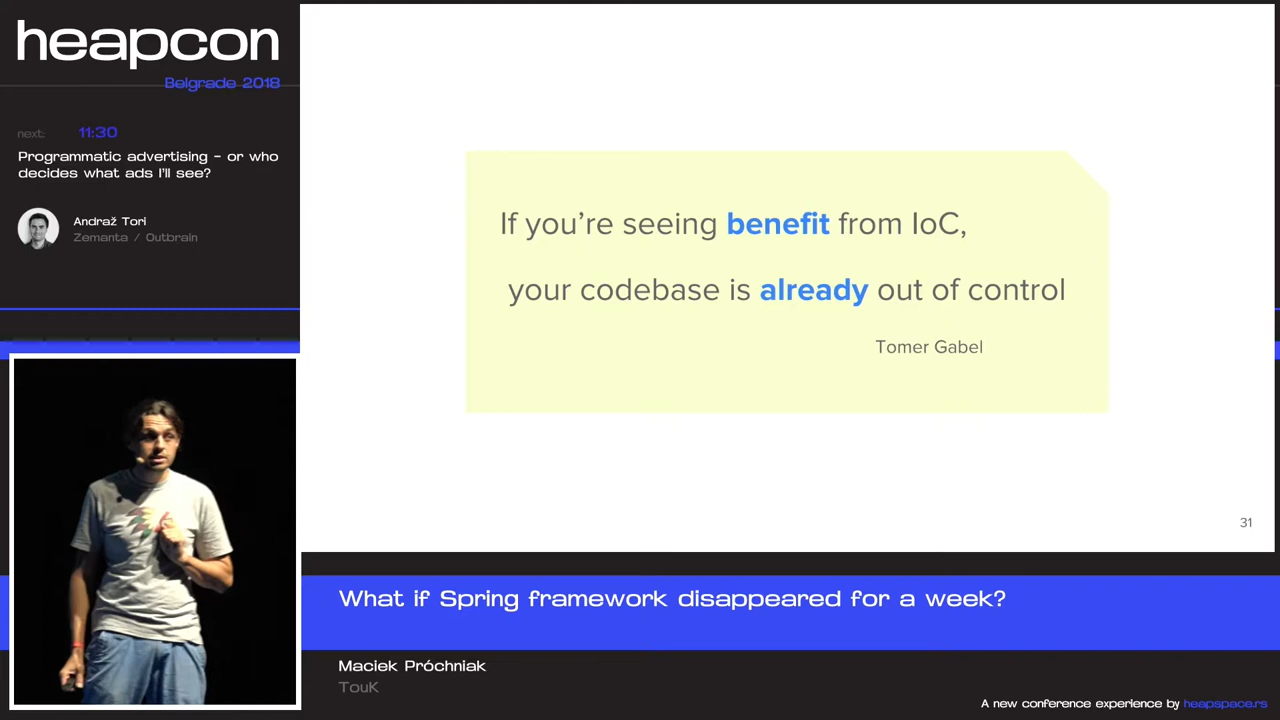 heapcon
Belgrade 2018
next: 11:30
Programmatic advertising - or who
decides what ads I'll see?
Andraž Tori
Zemanta / Outbrain
If you’re seeing benefit from IoC,
your codebase is already out of control
Tomer Gabel
31
What if Spring framework disappeared for a week?
Maciek Próchniak
TouK
A new conference experience by heapspace.rs